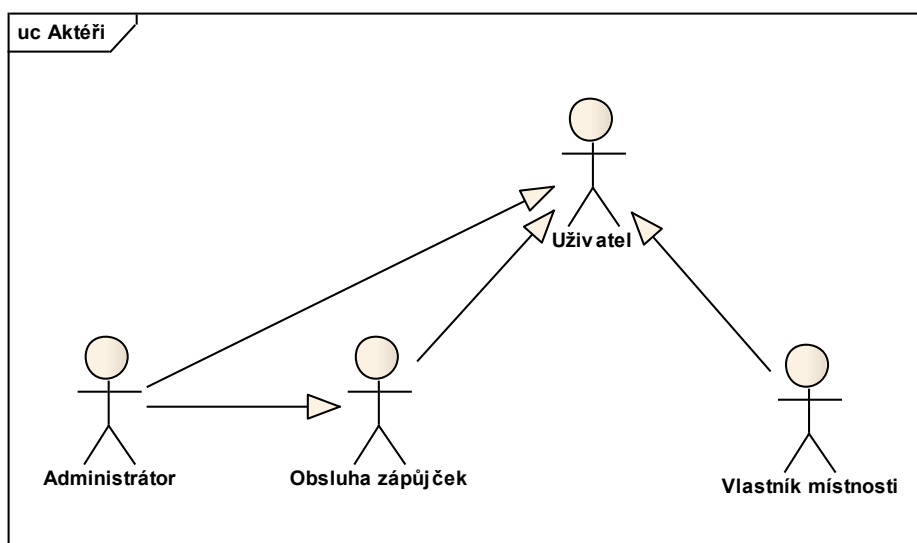 uc Aktéři
Uživatel
Administrátor
Obsluha zápůjček
Vlastník místnosti